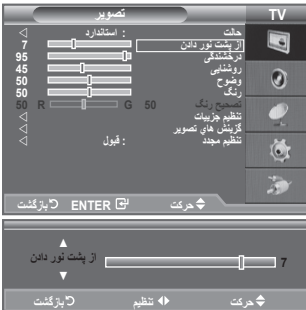 تصویر TV
حالت : استاندارد
از پشت نور دادن 7
درخشندگی 95
روشنایی 45
وضوح 50
رنگ 50
تصحیح رنگ 50 G R 50
تنظیم جزییات
گزینش های تصویر
تنظیم مجدد : قبول
حرکت ENTER بازگشت
از پشت نور دادن 7
حرکت تنظیم بازگشت